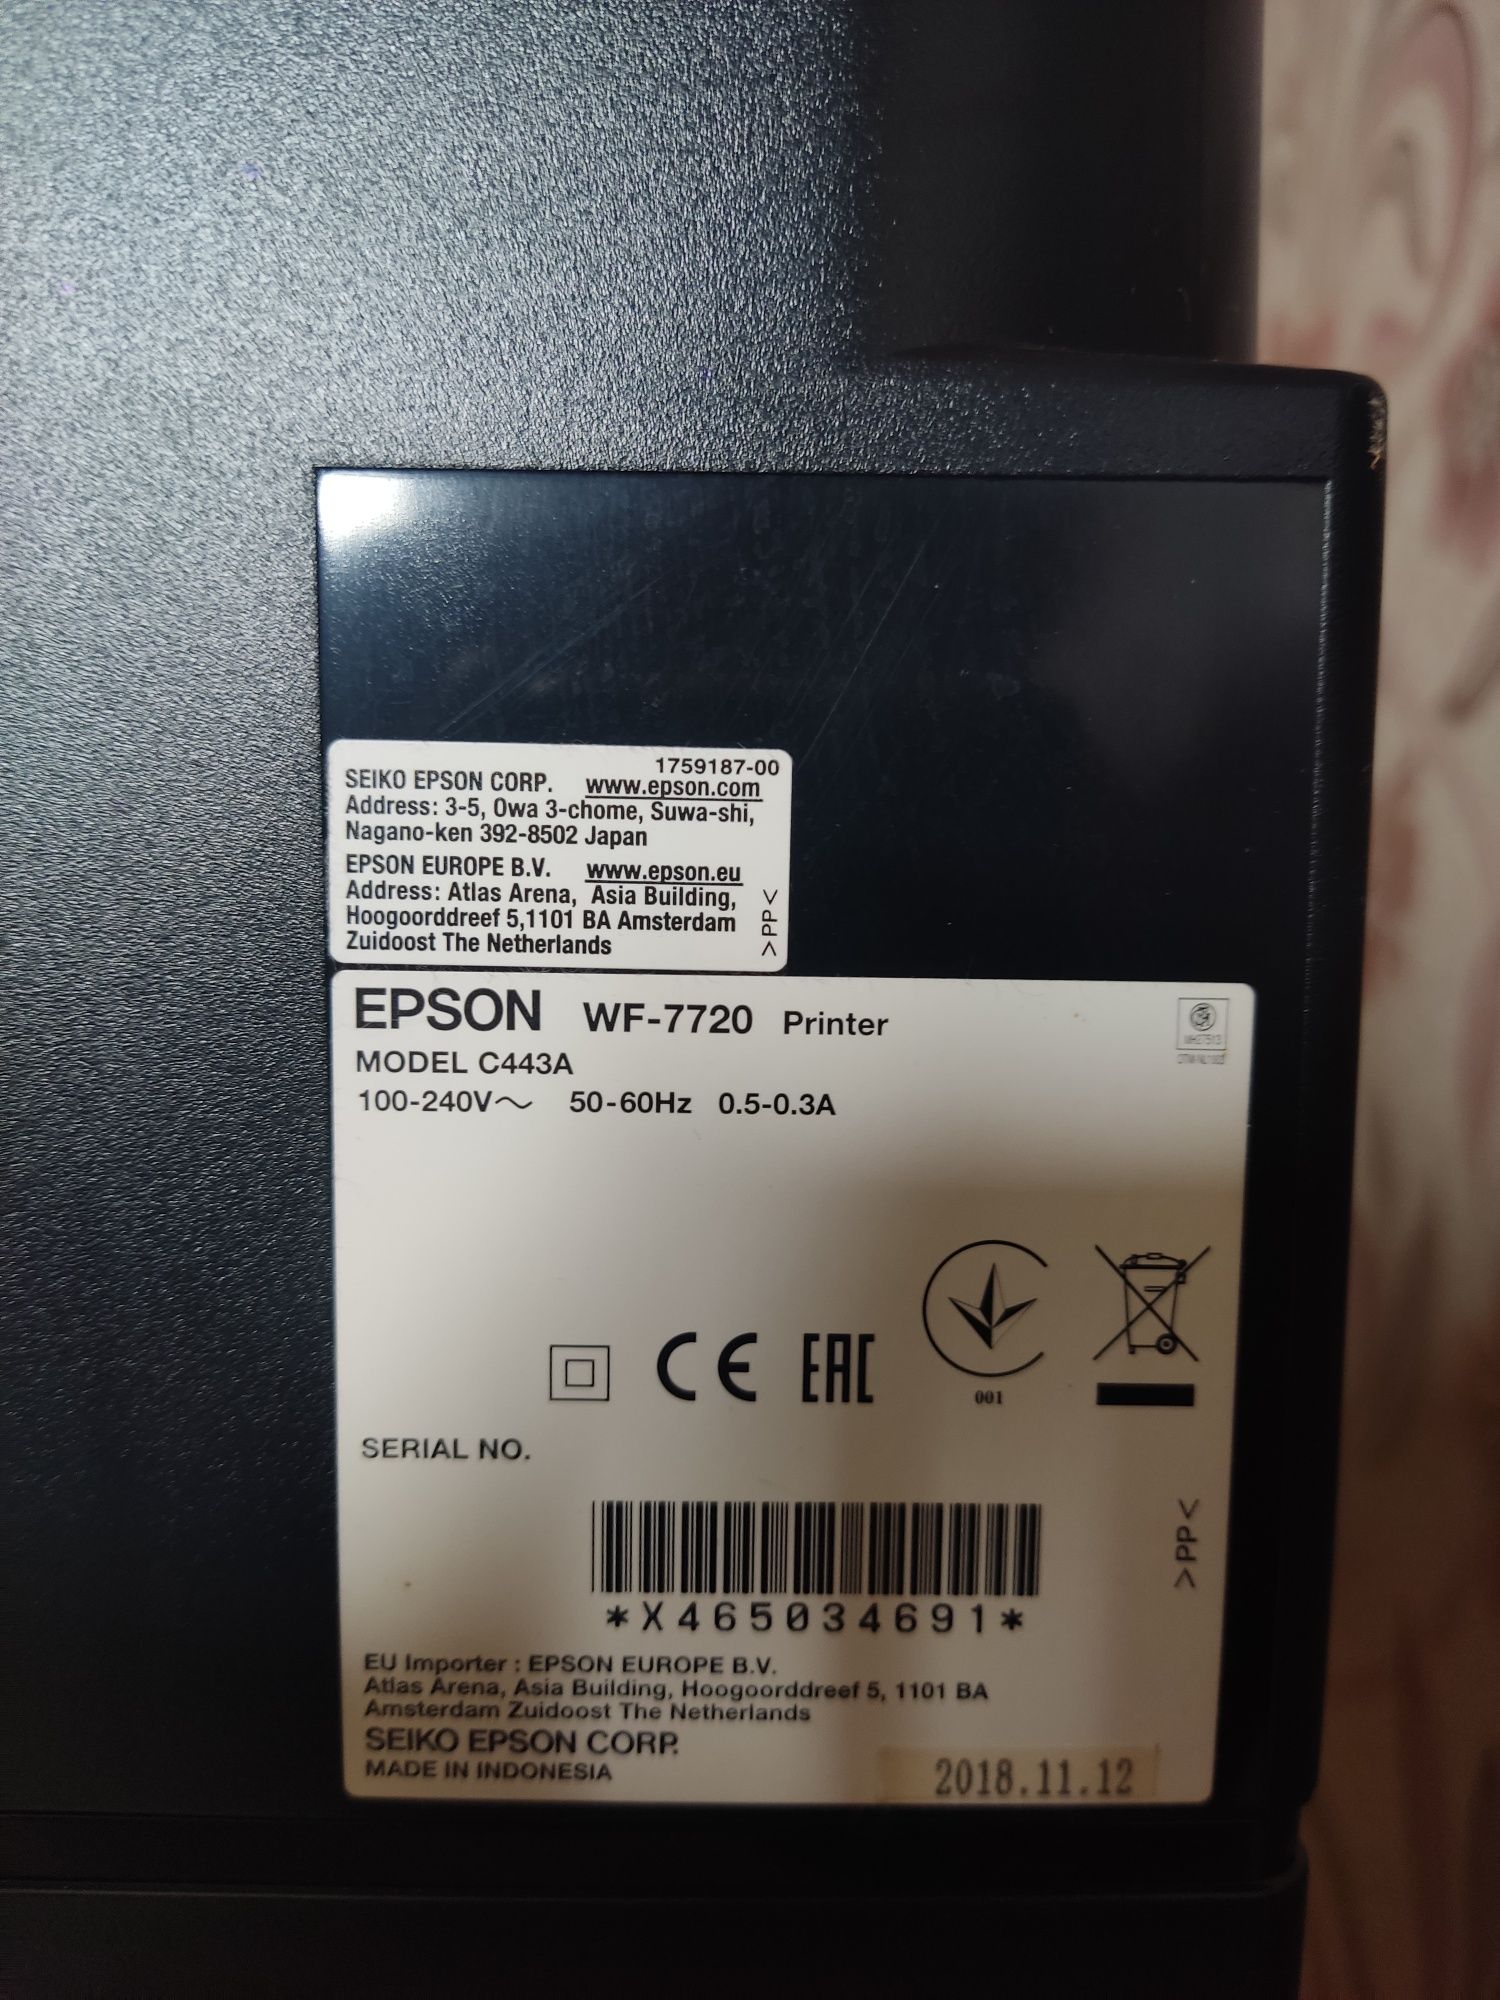 1759187-00
SEIKO EPSON CORP. www.epson.com
Address: 3-5, Owa 3-chome, Suwa-shi,
Nagano-ken 392-8502 Japan
EPSON EUROPE B.V. www.epson.eu
Address: Atlas Arena, Asia Building,
Hoogoorddreef 5,1101 BA Amsterdam
Zuidoost The Netherlands
>PP<
EPSON WF-7720 Printer
MODEL C443A
100-240V～ 50-60Hz 0.5-0.3A
CE EAC
001
SERIAL NO.
*X465034691*
>PP<
EU Importer : EPSON EUROPE B.V.
Atlas Arena, Asia Building, Hoogoorddreef 5, 1101 BA
Amsterdam Zuidoost The Netherlands
SEIKO EPSON CORP.
MADE IN INDONESIA
2018.11.12